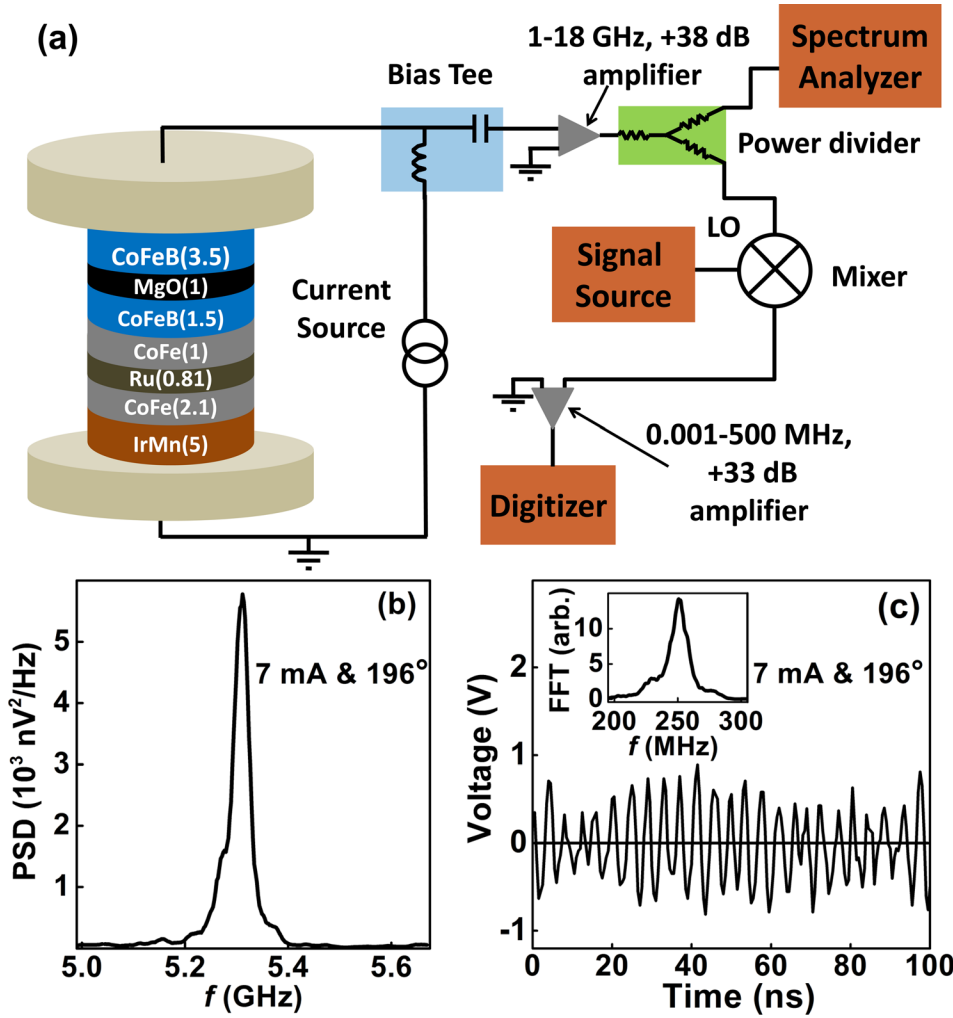 (a)
1-18 GHz, +38 dB
amplifier
Spectrum
Analyzer
Bias Tee
Power divider
LO
Signal
Source
Mixer
Current
Source
CoFeB(3.5)
MgO(1)
CoFeB(1.5)
CoFe(1)
Ru(0.81)
CoFe(2.1)
IrMn(5)
0.001-500 MHz,
+33 dB
amplifier
Digitizer
(b)
7 mA & 196°
PSD (10³ nV²/Hz)
5
4
3
2
1
5.0 5.2 5.4 5.6
f (GHz)
(c)
7 mA & 196°
FFT (arb.)
10
5
0
200 250 300
f (MHz)
Voltage (V)
2
1
0
-1
0 20 40 60 80 100
Time (ns)